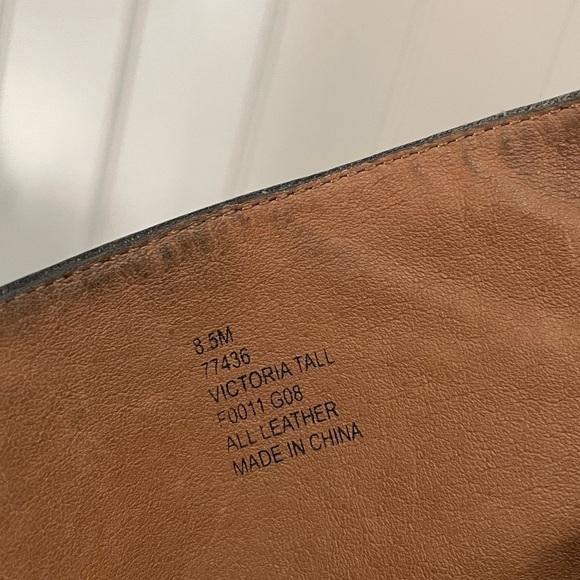 8.5M
77436
VICTORIA TALL
F0011 G08
ALL LEATHER
MADE IN CHINA